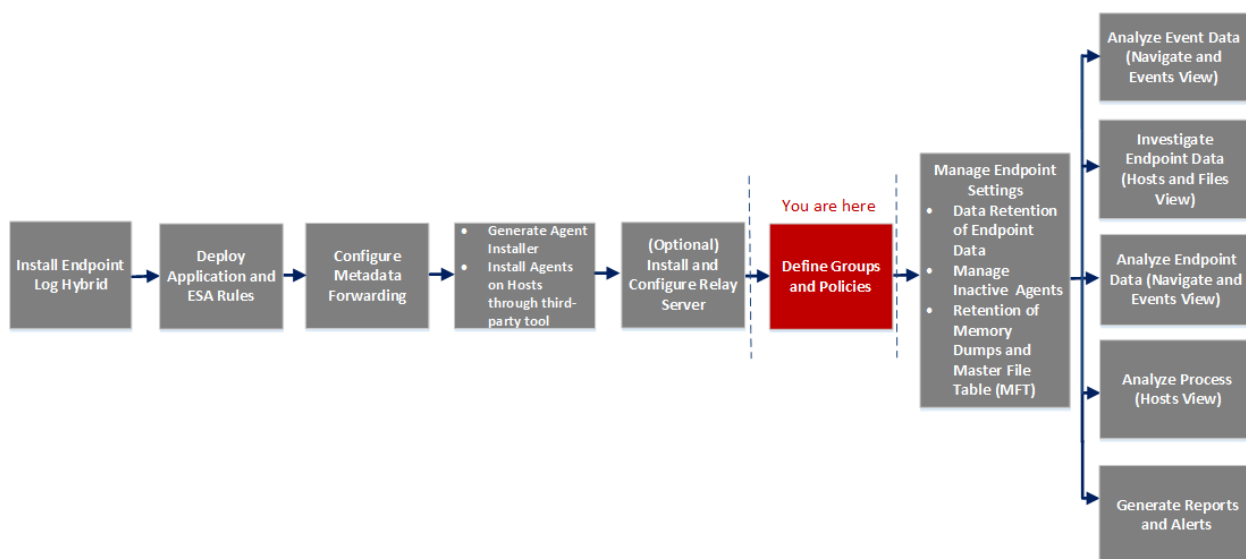 Install Endpoint
Log Hybrid
Deploy
Application and
ESA Rules
Configure
Metadata
Forwarding
• Generate Agent
Installer
• Install Agents
on Hosts
through third-
party tool
(Optional)
Install and
Configure Relay
Server
You are here
Define Groups
and Policies
Manage Endpoint
Settings
• Data Retention
of Endpoint
Data
• Manage
Inactive Agents
• Retention of
Memory
Dumps and
Master File
Table (MFT)
Analyze Event Data
(Navigate and
Events View)
Investigate
Endpoint Data
(Hosts and Files
View)
Analyze Endpoint
Data (Navigate and
Events View)
Analyze Process
(Hosts View)
Generate Reports
and Alerts